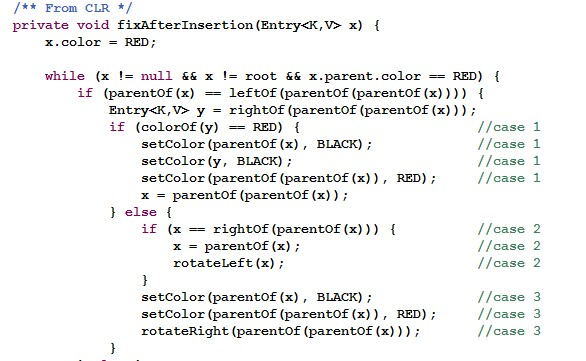 /** From CLR */
private void fixAfterInsertion(Entry<K,V> x) {
    x.color = RED;

    while (x != null && x != root && x.parent.color == RED) {
        if (parentOf(x) == leftOf(parentOf(parentOf(x)))) {
            Entry<K,V> y = rightOf(parentOf(parentOf(x)));
            if (colorOf(y) == RED) {                      //case 1
                setColor(parentOf(x), BLACK);             //case 1
                setColor(y, BLACK);                       //case 1
                setColor(parentOf(parentOf(x)), RED);     //case 1
                x = parentOf(parentOf(x));
            } else {
                if (x == rightOf(parentOf(x))) {          //case 2
                    x = parentOf(x);                      //case 2
                    rotateLeft(x);                        //case 2
                }
                setColor(parentOf(x), BLACK);             //case 3
                setColor(parentOf(parentOf(x)), RED);     //case 3
                rotateRight(parentOf(parentOf(x)));       //case 3
            }